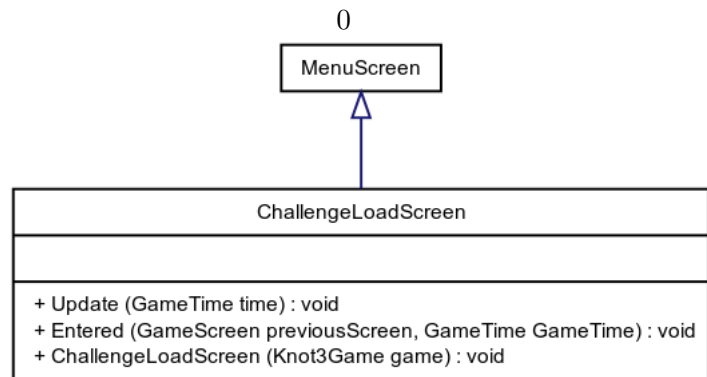 0
MenuScreen
ChallengeLoadScreen
+ Update (GameTime time) : void
+ Entered (GameScreen previousScreen, GameTime GameTime) : void
+ ChallengeLoadScreen (Knot3Game game) : void